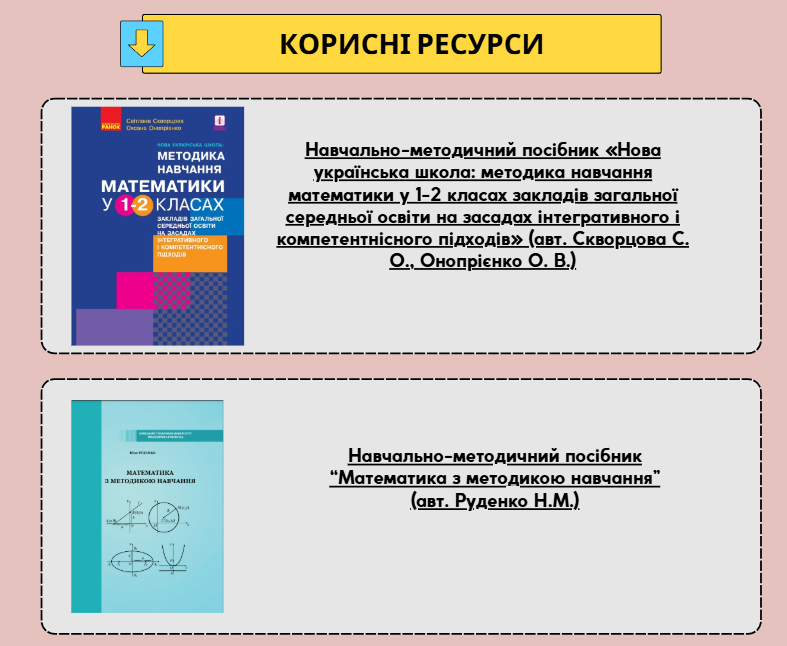 КОРИСНІ РЕСУРСИ
РАНОК
Світлана Скворцова
Оксана Онопрієнко
НОВА УКРАЇНСЬКА ШКОЛА:
МЕТОДИКА
НАВЧАННЯ
МАТЕМАТИКИ
У 1-2 КЛАСАХ
ЗАКЛАДІВ ЗАГАЛЬНОЇ
СЕРЕДНЬОЇ ОСВІТИ
НА ЗАСАДАХ
ІНТЕГРАТИВНОГО
І КОМПЕТЕНТНІСНОГО
ПІДХОДІВ
Навчально-методичний посібник «Нова
українська школа: методика навчання
математики у 1-2 класах закладів загальної
середньої освіти на засадах інтегративного і
компетентнісного підходів» (авт. Скворцова С.
О., Онопрієнко О. В.)
МАТЕМАТИКА
З МЕТОДИКОЮ НАВЧАННЯ
Навчально-методичний посібник
“Математика з методикою навчання”
(авт. Руденко Н.М.)